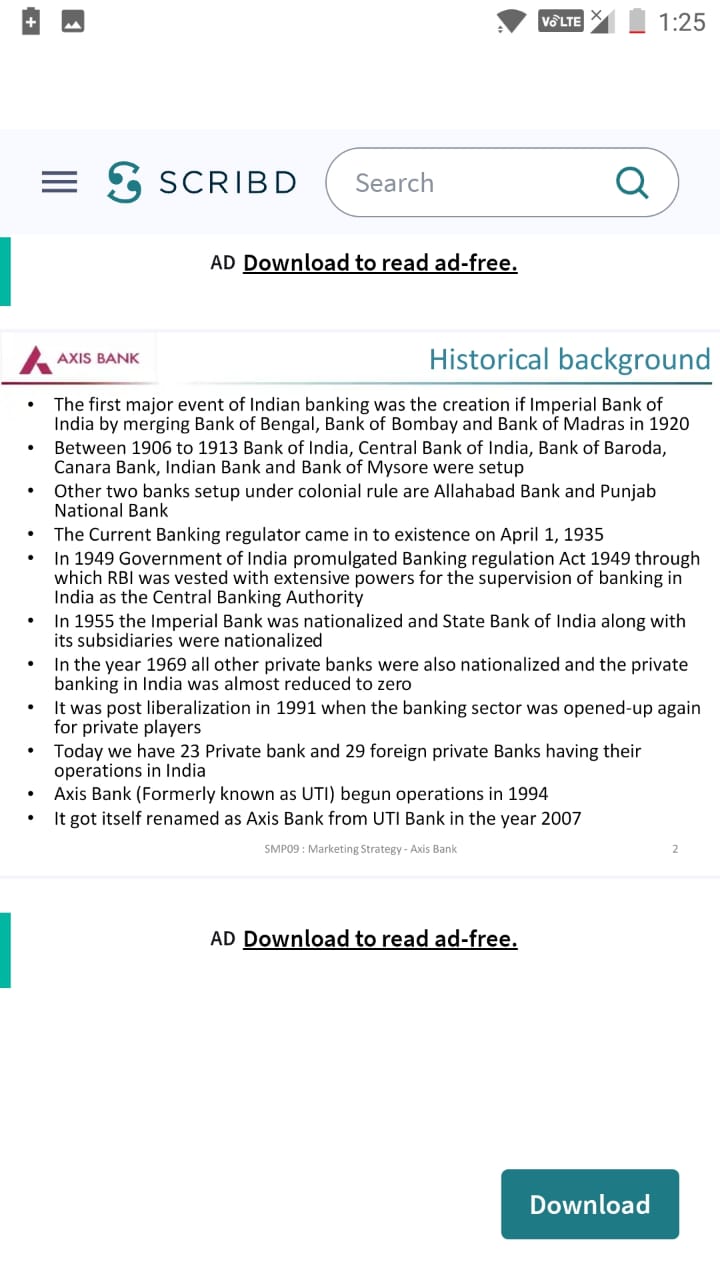 VoLTE 1:25
SCRIBD Search
AD Download to read ad-free.
AXIS BANK Historical background
• The first major event of Indian banking was the creation if Imperial Bank of
India by merging Bank of Bengal, Bank of Bombay and Bank of Madras in 1920
• Between 1906 to 1913 Bank of India, Central Bank of India, Bank of Baroda,
Canara Bank, Indian Bank and Bank of Mysore were setup
• Other two banks setup under colonial rule are Allahabad Bank and Punjab
National Bank
• The Current Banking regulator came in to existence on April 1, 1935
• In 1949 Government of India promulgated Banking regulation Act 1949 through
which RBI was vested with extensive powers for the supervision of banking in
India as the Central Banking Authority
• In 1955 the Imperial Bank was nationalized and State Bank of India along with
its subsidiaries were nationalized
• In the year 1969 all other private banks were also nationalized and the private
banking in India was almost reduced to zero
• It was post liberalization in 1991 when the banking sector was opened-up again
for private players
• Today we have 23 Private bank and 29 foreign private Banks having their
operations in India
• Axis Bank (Formerly known as UTI) begun operations in 1994
• It got itself renamed as Axis Bank from UTI Bank in the year 2007
SMP09 : Marketing Strategy - Axis Bank 2
AD Download to read ad-free.
Download